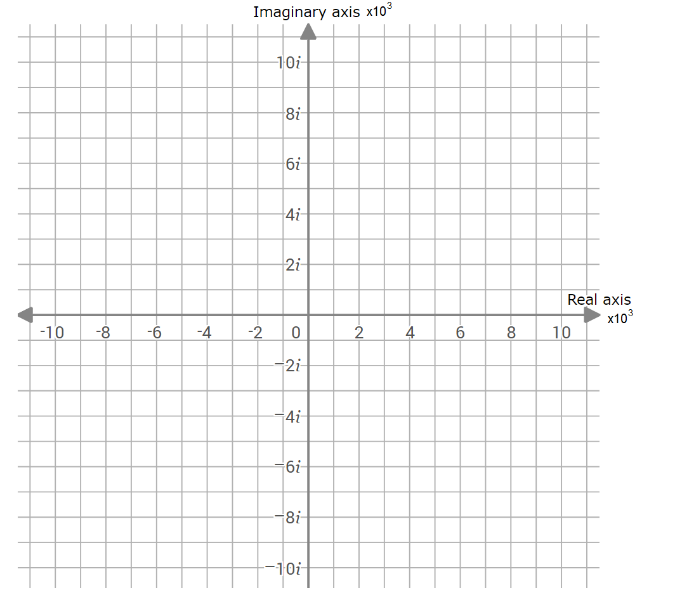 Imaginary axis x10³
10i
8i
6i
4i
2i
Real axis
x10³
-10 -8 -6 -4 -2 0 2 4 6 8 10
−2i
−4i
−6i
−8i
−10i